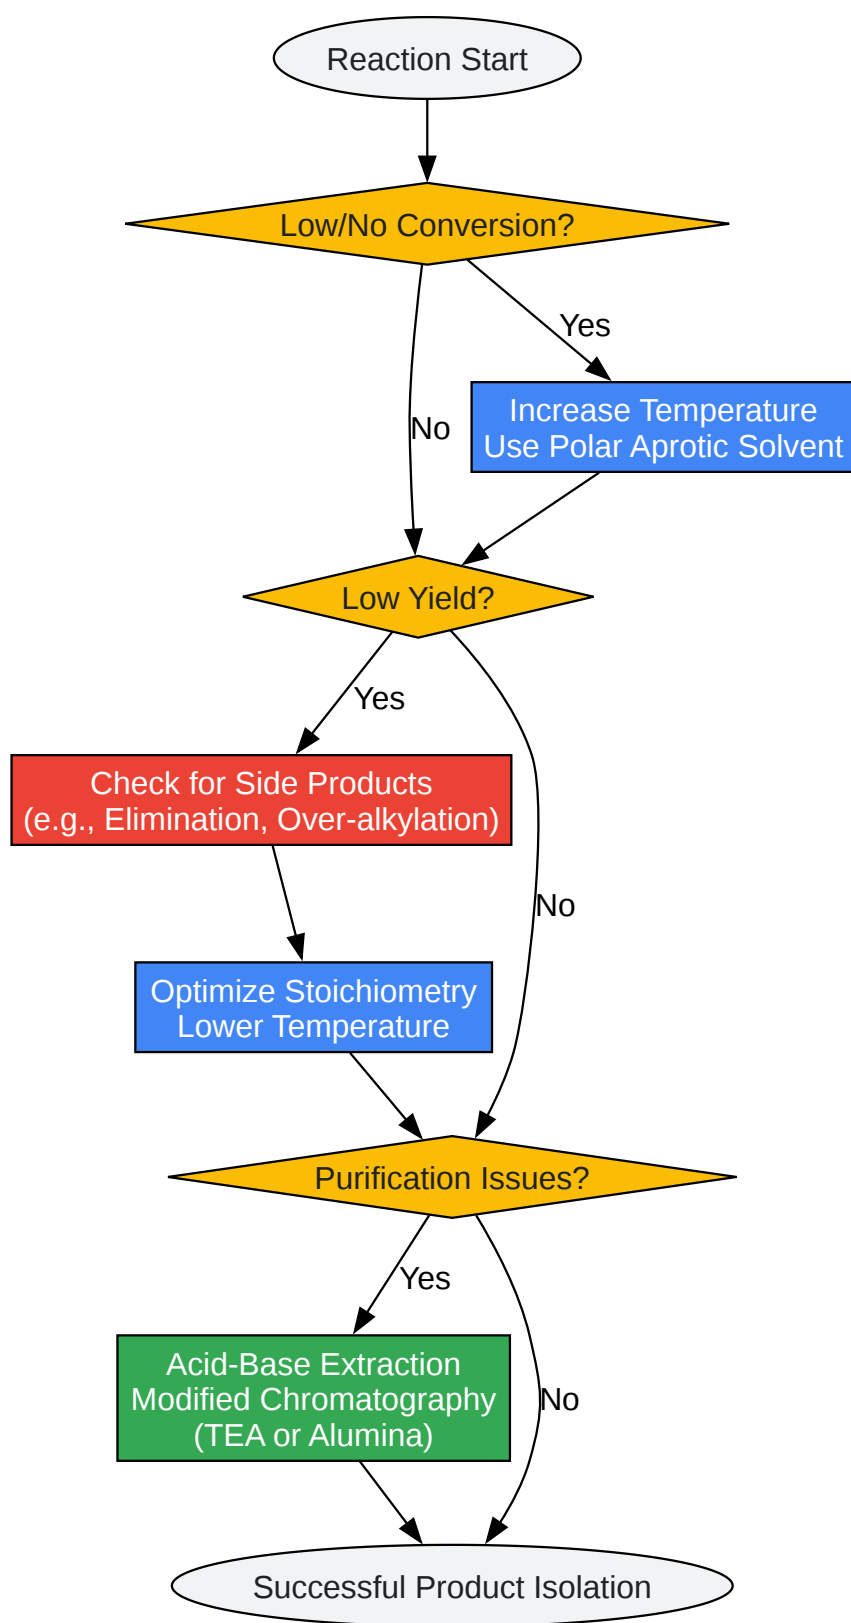 Reaction Start
Low/No Conversion?
Yes
Increase Temperature
Use Polar Aprotic Solvent
No
Low Yield?
Yes
Check for Side Products
(e.g., Elimination, Over-alkylation)
No
Optimize Stoichiometry
Lower Temperature
Purification Issues?
Yes
Acid-Base Extraction
Modified Chromatography
(TEA or Alumina)
No
Successful Product Isolation